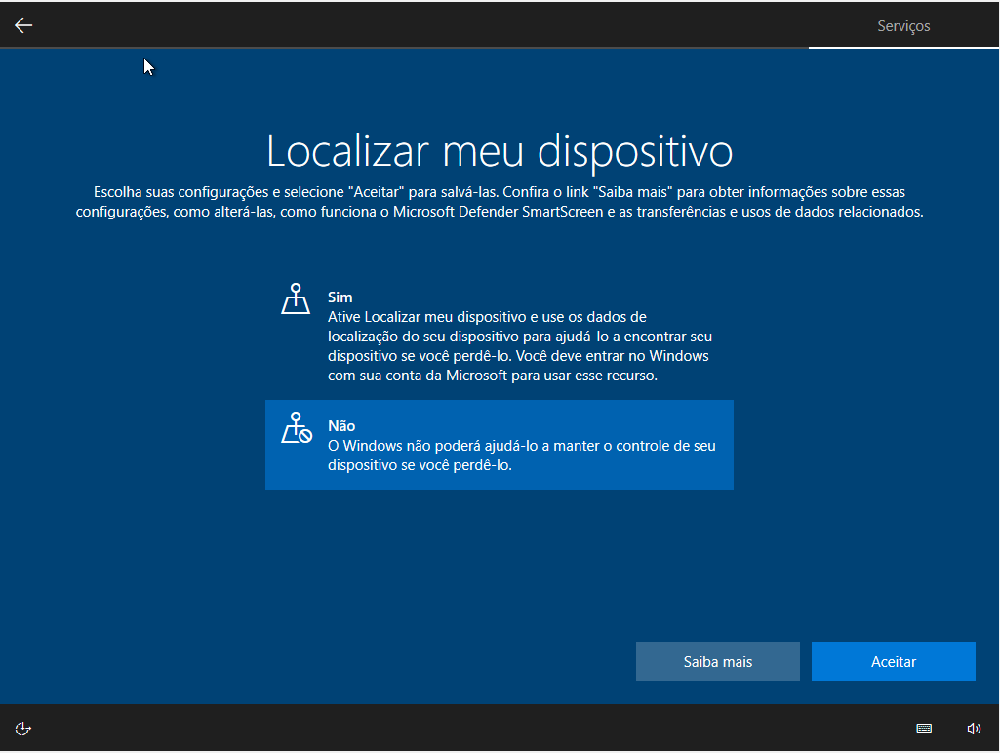 Serviços
Localizar meu dispositivo
Escolha suas configurações e selecione "Aceitar" para salvá-las. Confira o link "Saiba mais" para obter informações sobre essas
configurações, como alterá-las, como funciona o Microsoft Defender SmartScreen e as transferências e usos de dados relacionados.
Sim
Ative Localizar meu dispositivo e use os dados de
localização do seu dispositivo para ajudá-lo a encontrar seu
dispositivo se você perdê-lo. Você deve entrar no Windows
com sua conta da Microsoft para usar esse recurso.
Não
O Windows não poderá ajudá-lo a manter o controle de seu
dispositivo se você perdê-lo.
Saiba mais
Aceitar